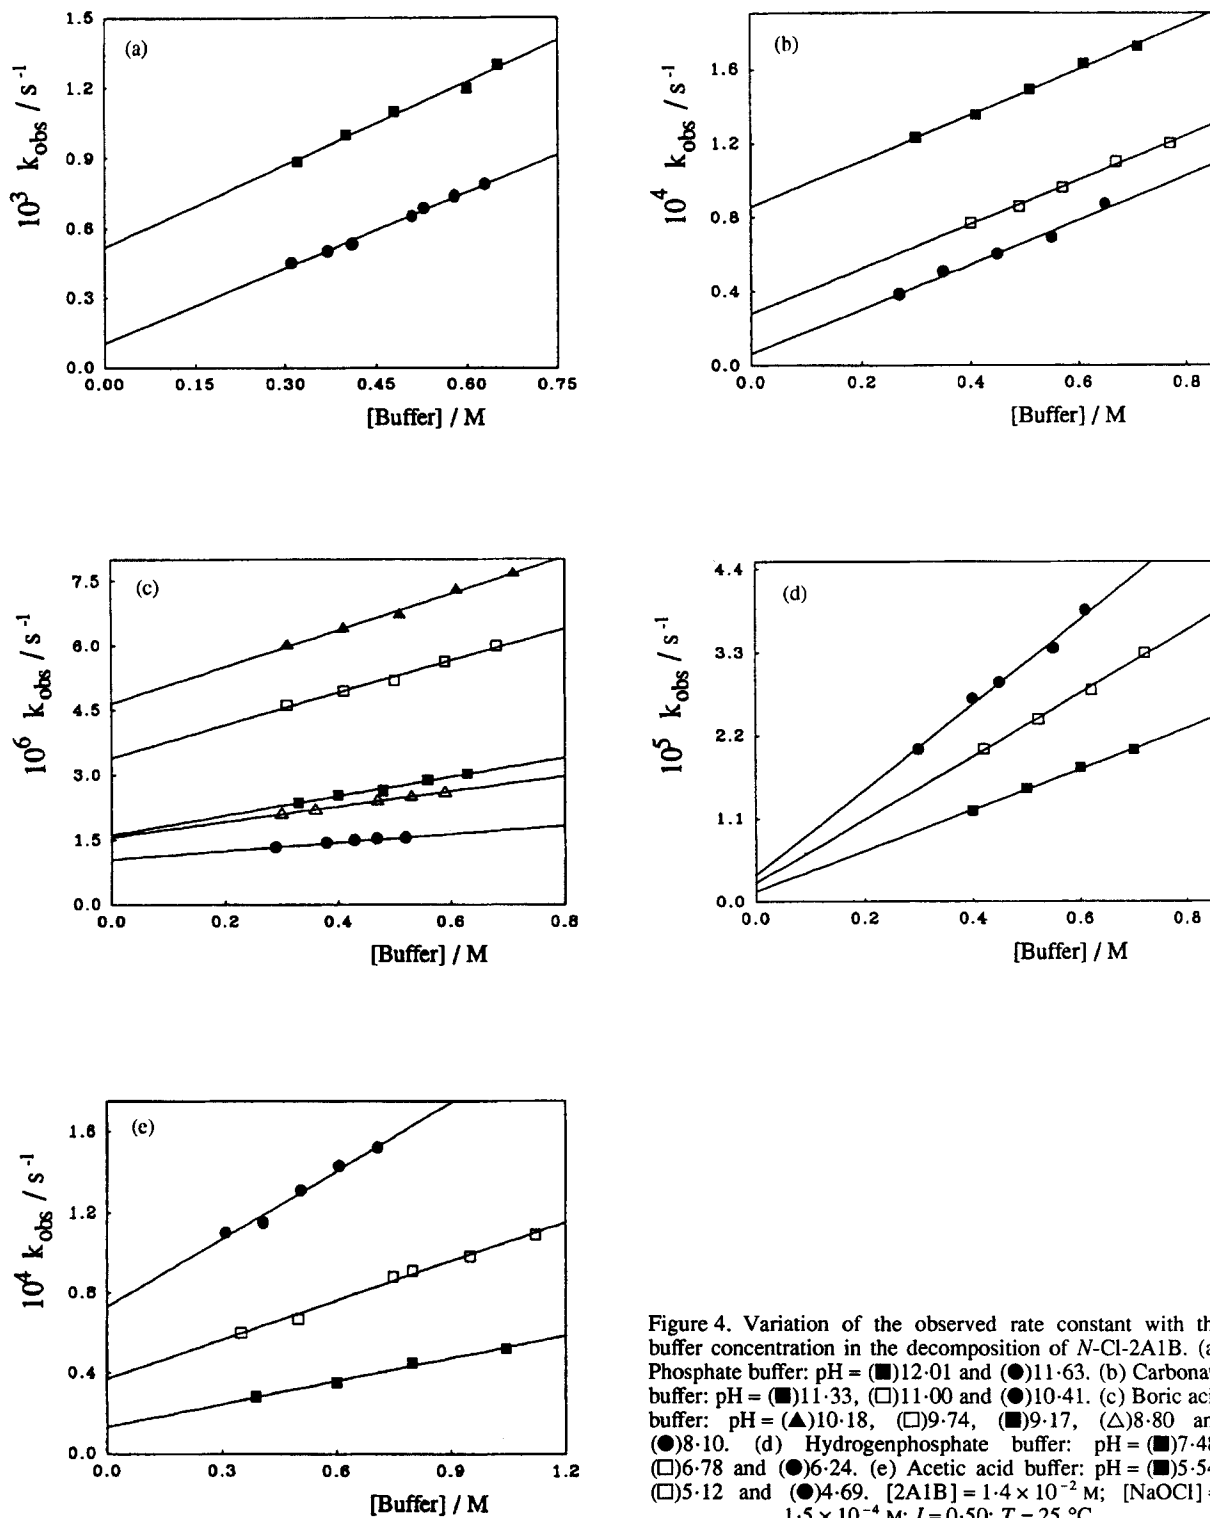 (a)
10³ k_obs / s⁻¹
1.5
1.2
0.9
0.6
0.3
0.0
0.00 0.15 0.30 0.45 0.60 0.75
[Buffer] / M
(b)
10⁴ k_obs / s⁻¹
1.6
1.2
0.8
0.4
0.0
0.0 0.2 0.4 0.6 0.8
[Buffer] / M
(c)
10⁶ k_obs / s⁻¹
7.5
6.0
4.5
3.0
1.5
0.0
0.0 0.2 0.4 0.6 0.8
[Buffer] / M
(d)
10⁵ k_obs / s⁻¹
4.4
3.3
2.2
1.1
0.0
0.0 0.2 0.4 0.6 0.8
[Buffer] / M
(e)
10⁴ k_obs / s⁻¹
1.6
1.2
0.8
0.4
0.0
0.0 0.3 0.6 0.9 1.2
[Buffer] / M
Figure 4. Variation of the observed rate constant with th
buffer concentration in the decomposition of N-Cl-2A1B. (a
Phosphate buffer: pH = (■)12·01 and (●)11·63. (b) Carbona
buffer: pH = (■)11·33, (□)11·00 and (●)10·41. (c) Boric aci
buffer: pH = (▲)10·18, (□)9·74, (■)9·17, (△)8·80 an
(●)8·10. (d) Hydrogenphosphate buffer: pH = (■)7·48
(□)6·78 and (●)6·24. (e) Acetic acid buffer: pH = (■)5·54
(□)5·12 and (●)4·69. [2A1B] = 1·4 × 10⁻² M; [NaOCl] =
1·5 × 10⁻⁴ M; I = 0·50; T = 25 °C